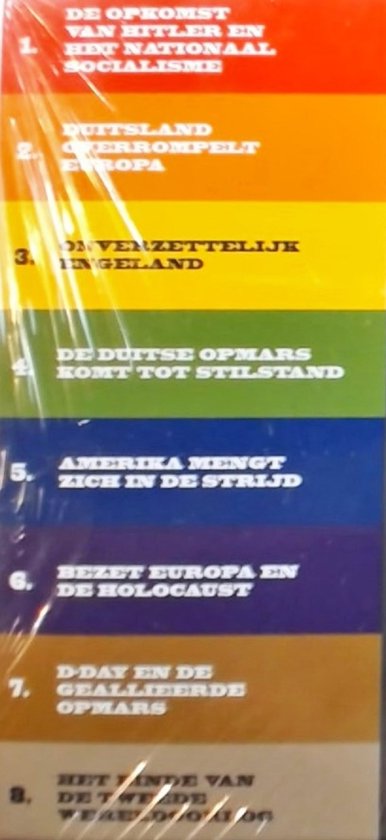 1. DE OPKOMST
VAN HITLER EN
HET NATIONAAL
SOCIALISME
2. DUITSLAND
OVERROMPELT
EUROPA
3. ONVERZETTELIJK
ENGELAND
4. DE DUITSE OPMARS
KOMT TOT STILSTAND
5. AMERIKA MENGT
ZICH IN DE STRIJD
6. BEZET EUROPA EN
DE HOLOCAUST
7. D-DAY EN DE
GEALLIEERDE
OPMARS
8. HET EINDE VAN
DE TWEEDE
WERELDOORLOG